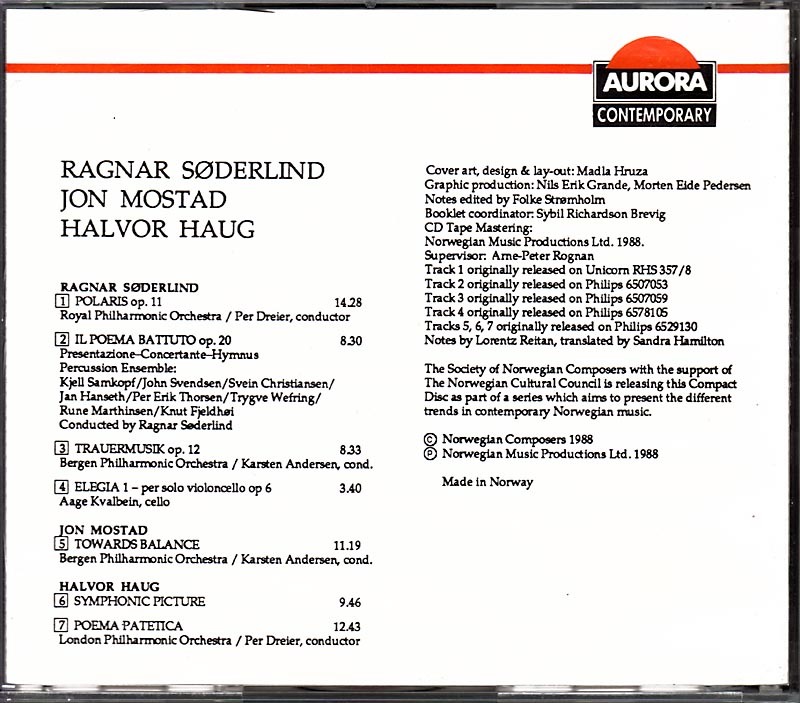 AURORA
CONTEMPORARY
RAGNAR SØDERLIND
JON MOSTAD
HALVOR HAUG
RAGNAR SØDERLIND
1 POLARIS op. 11 14.28
Royal Philharmonic Orchestra / Per Dreier, conductor
2 IL POEMA BATTUTO op. 20 8.30
Presentazione–Concertante–Hymnus
Percussion Ensemble:
Kjell Samkopf/John Svendsen/Svein Christiansen/
Jan Hanseth/Per Erik Thorsen/Trygve Wefring/
Rune Marthinsen/Knut Fjeldhøi
Conducted by Ragnar Søderlind
3 TRAUERMUSIK op. 12 8.33
Bergen Philharmonic Orchestra / Karsten Andersen, cond.
4 ELEGIA 1 – per solo violoncello op 6 3.40
Aage Kvalbein, cello
JON MOSTAD
5 TOWARDS BALANCE 11.19
Bergen Philharmonic Orchestra / Karsten Andersen, cond.
HALVOR HAUG
6 SYMPHONIC PICTURE 9.46
7 POEMA PATETICA 12.43
London Philharmonic Orchestra / Per Dreier, conductor
Cover art, design & lay-out: Madla Hruza
Graphic production: Nils Erik Grande, Morten Eide Pedersen
Notes edited by Folke Strømholm
Booklet coordinator: Sybil Richardson Brevig
CD Tape Mastering:
Norwegian Music Productions Ltd. 1988.
Supervisor: Arne-Peter Rognan
Track 1 originally released on Unicorn RHS 357/8
Track 2 originally released on Philips 6507053
Track 3 originally released on Philips 6507059
Track 4 originally released on Philips 6578105
Tracks 5, 6, 7 originally released on Philips 6529130
Notes by Lorentz Reitan, translated by Sandra Hamilton
The Society of Norwegian Composers with the support of
The Norwegian Cultural Council is releasing this Compact
Disc as part of a series which aims to present the different
trends in contemporary Norwegian music.
© Norwegian Composers 1988
℗ Norwegian Music Productions Ltd. 1988
Made in Norway